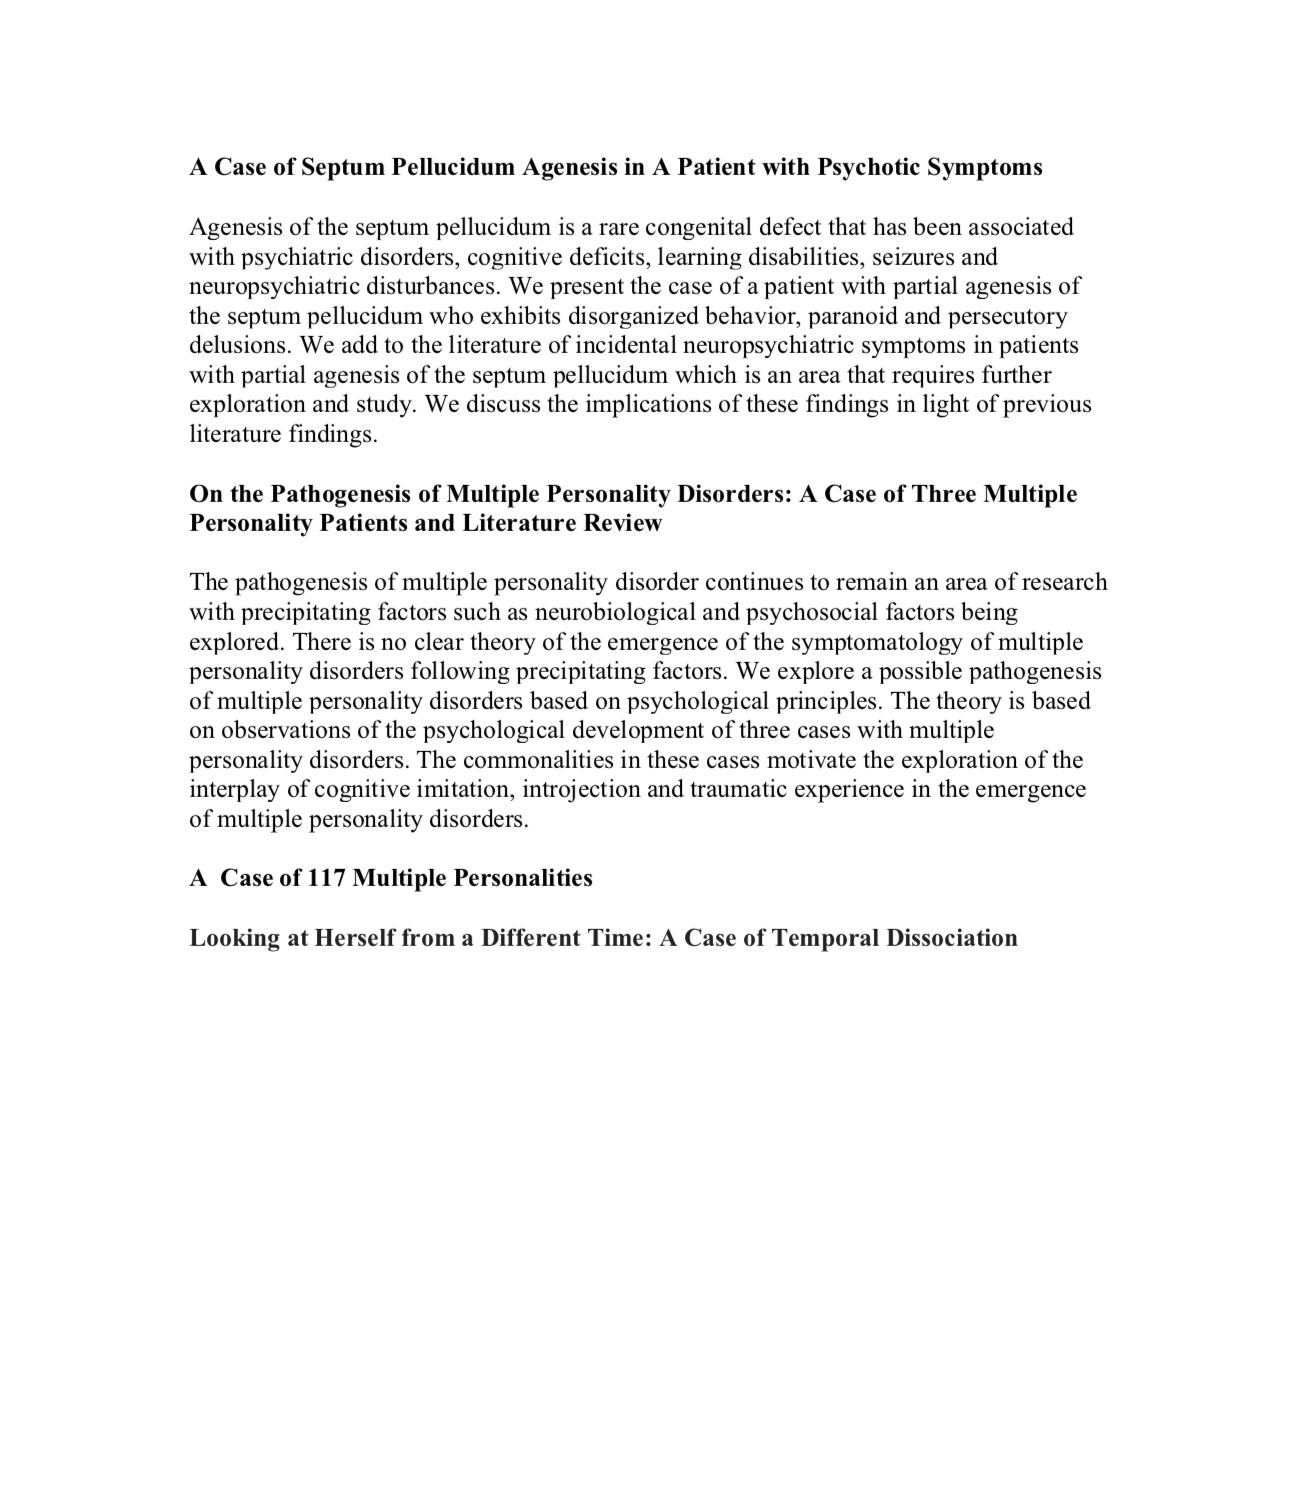 A Case of Septum Pellucidum Agenesis in A Patient with Psychotic Symptoms
Agenesis of the septum pellucidum is a rare congenital defect that has been associated
with psychiatric disorders, cognitive deficits, learning disabilities, seizures and
neuropsychiatric disturbances. We present the case of a patient with partial agenesis of
the septum pellucidum who exhibits disorganized behavior, paranoid and persecutory
delusions. We add to the literature of incidental neuropsychiatric symptoms in patients
with partial agenesis of the septum pellucidum which is an area that requires further
exploration and study. We discuss the implications of these findings in light of previous
literature findings.
On the Pathogenesis of Multiple Personality Disorders: A Case of Three Multiple
Personality Patients and Literature Review
The pathogenesis of multiple personality disorder continues to remain an area of research
with precipitating factors such as neurobiological and psychosocial factors being
explored. There is no clear theory of the emergence of the symptomatology of multiple
personality disorders following precipitating factors. We explore a possible pathogenesis
of multiple personality disorders based on psychological principles. The theory is based
on observations of the psychological development of three cases with multiple
personality disorders. The commonalities in these cases motivate the exploration of the
interplay of cognitive imitation, introjection and traumatic experience in the emergence
of multiple personality disorders.
A  Case of 117 Multiple Personalities
Looking at Herself from a Different Time: A Case of Temporal Dissociation